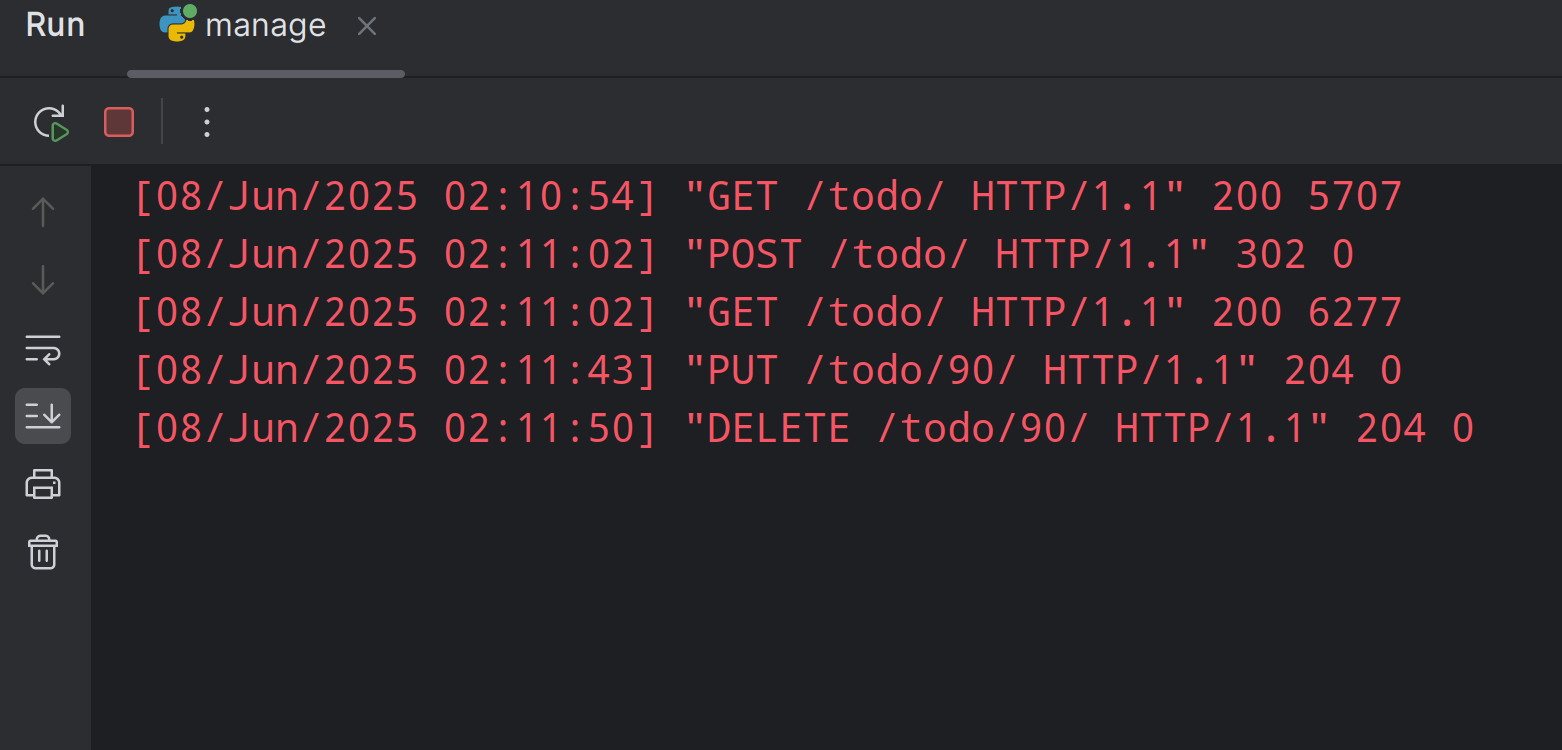 Run manage
[08/Jun/2025 02:10:54] "GET /todo/ HTTP/1.1" 200 5707
[08/Jun/2025 02:11:02] "POST /todo/ HTTP/1.1" 302 0
[08/Jun/2025 02:11:02] "GET /todo/ HTTP/1.1" 200 6277
[08/Jun/2025 02:11:43] "PUT /todo/90/ HTTP/1.1" 204 0
[08/Jun/2025 02:11:50] "DELETE /todo/90/ HTTP/1.1" 204 0